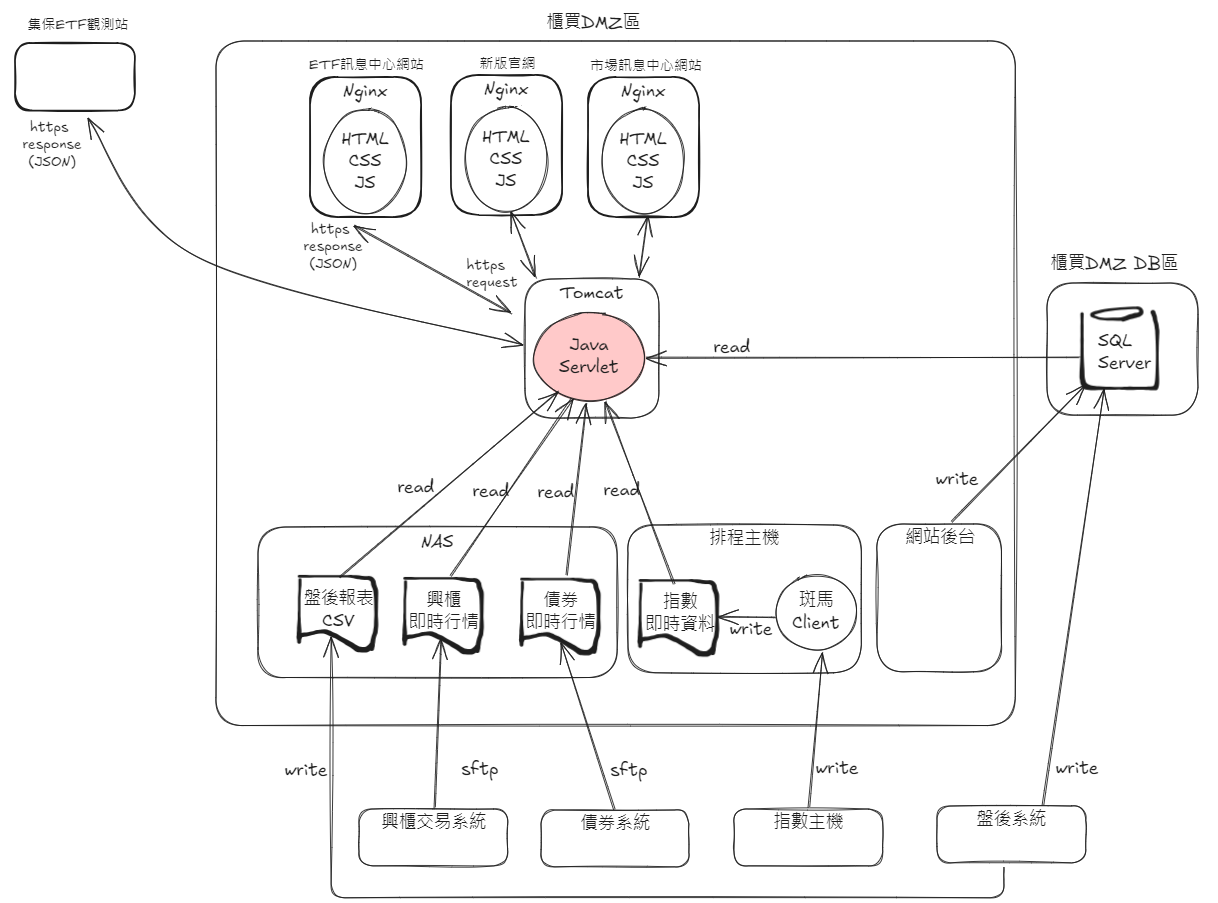 集保ETF觀測站
https
response
(JSON)
櫃買DMZ區
ETF訊息中心網站
Nginx
HTML
CSS
JS
新版官網
Nginx
HTML
CSS
JS
市場訊息中心網站
Nginx
HTML
CSS
JS
https
response
(JSON)
https
request
Tomcat
Java
Servlet
read
櫃買DMZ DB區
SQL
Server
read
read
read
read
write
NAS
盤後報表
CSV
興櫃
即時行情
債券
即時行情
排程主機
指數
即時資料
write
斑馬
Client
網站後台
write
sftp
sftp
write
write
興櫃交易系統
債券系統
指數主機
盤後系統